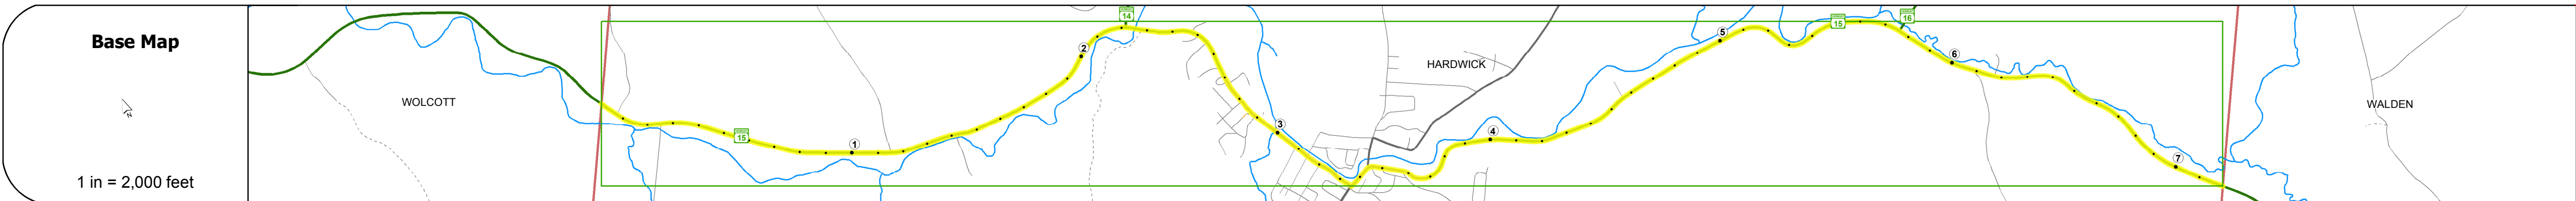 Base Map
1 in = 2,000 feet
WOLCOTT
15
1
2
14
3
HARDWICK
4
5
15
16
6
7
WALDEN